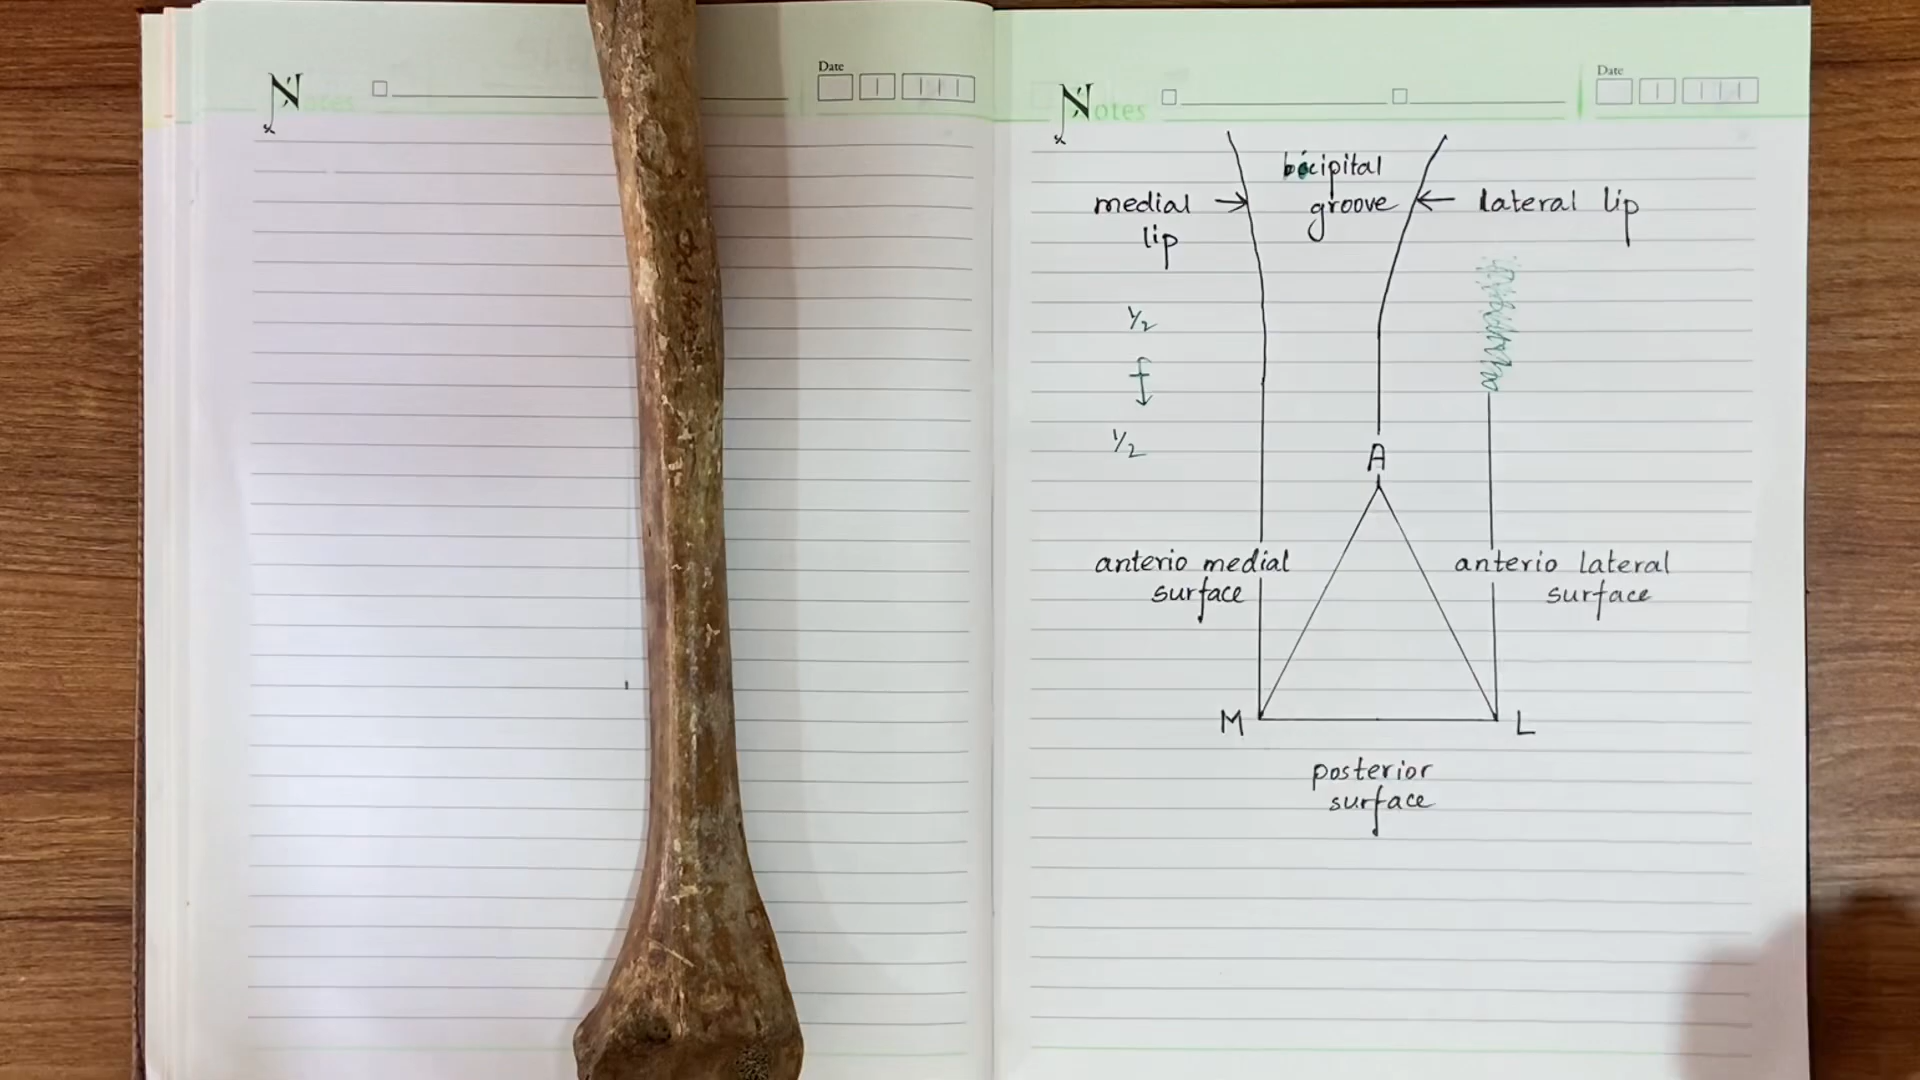 Notes
Date
Notes
Date
bicipital
groove
medial
lip
lateral lip
1/2
f
1/2
A
anterio medial
surface
anterio lateral
surface
M
L
posterior
surface